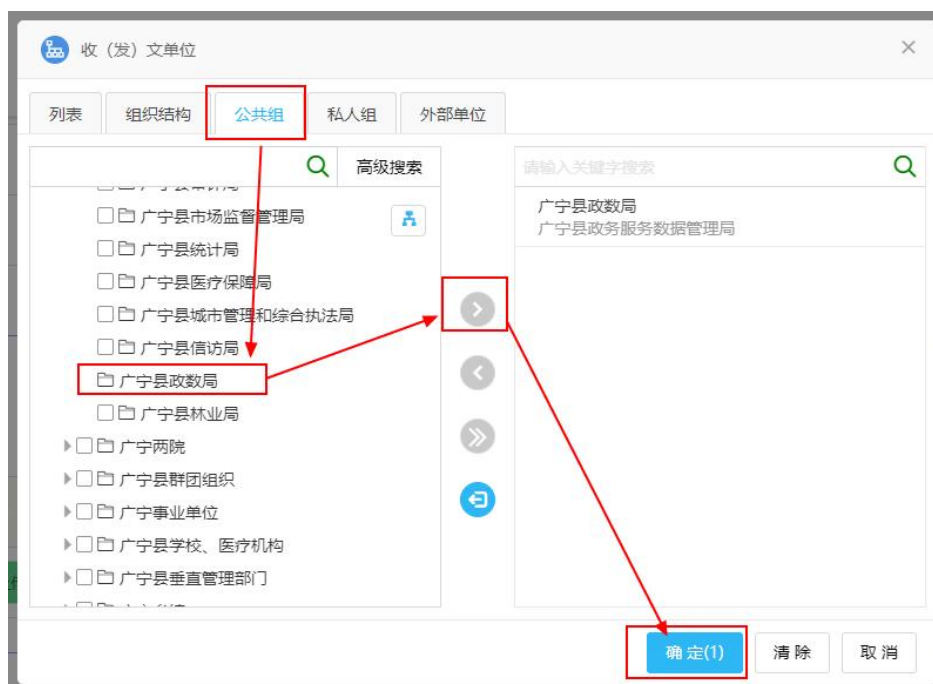 收（发）文单位
列表 组织结构 公共组 私人组 外部单位
高级搜索 请输入关键字搜索
广宁县市场监督管理局
广宁县统计局
广宁县医疗保障局
广宁县城市管理和综合执法局
广宁县信访局
广宁县政数局
广宁县林业局
广宁两院
广宁县群团组织
广宁事业单位
广宁县学校、医疗机构
广宁县垂直管理部门
广宁县政数局
广宁县政务服务数据管理局
确定(1) 清除 取消